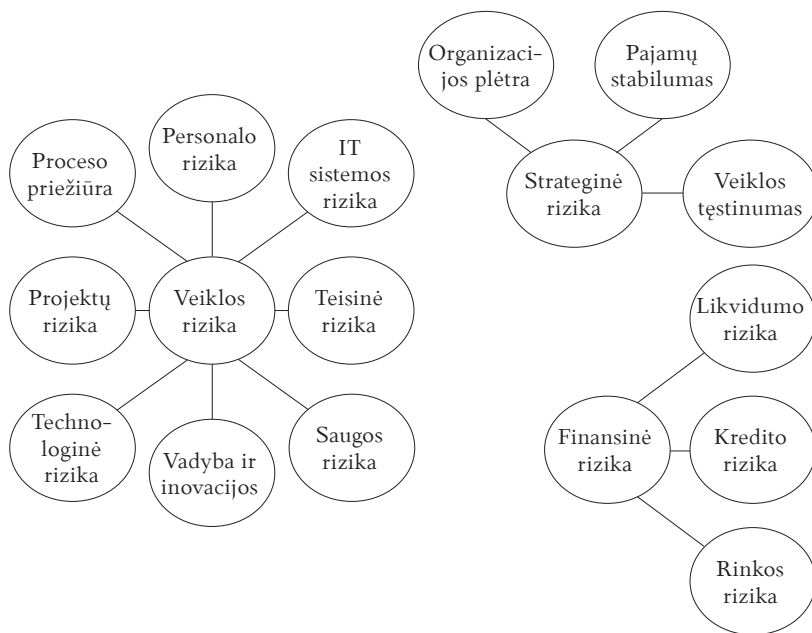 Organizaci-
jos plėtra
Pajamų
stabilumas
Strateginė
rizika
Veiklos
tęstinumas
Proceso
priežiūra
Personalo
rizika
IT
sistemos
rizika
Projektų
rizika
Veiklos
rizika
Teisinė
rizika
Techno-
loginė
rizika
Vadyba ir
inovacijos
Saugos
rizika
Likvidumo
rizika
Finansinė
rizika
Kredito
rizika
Rinkos
rizika